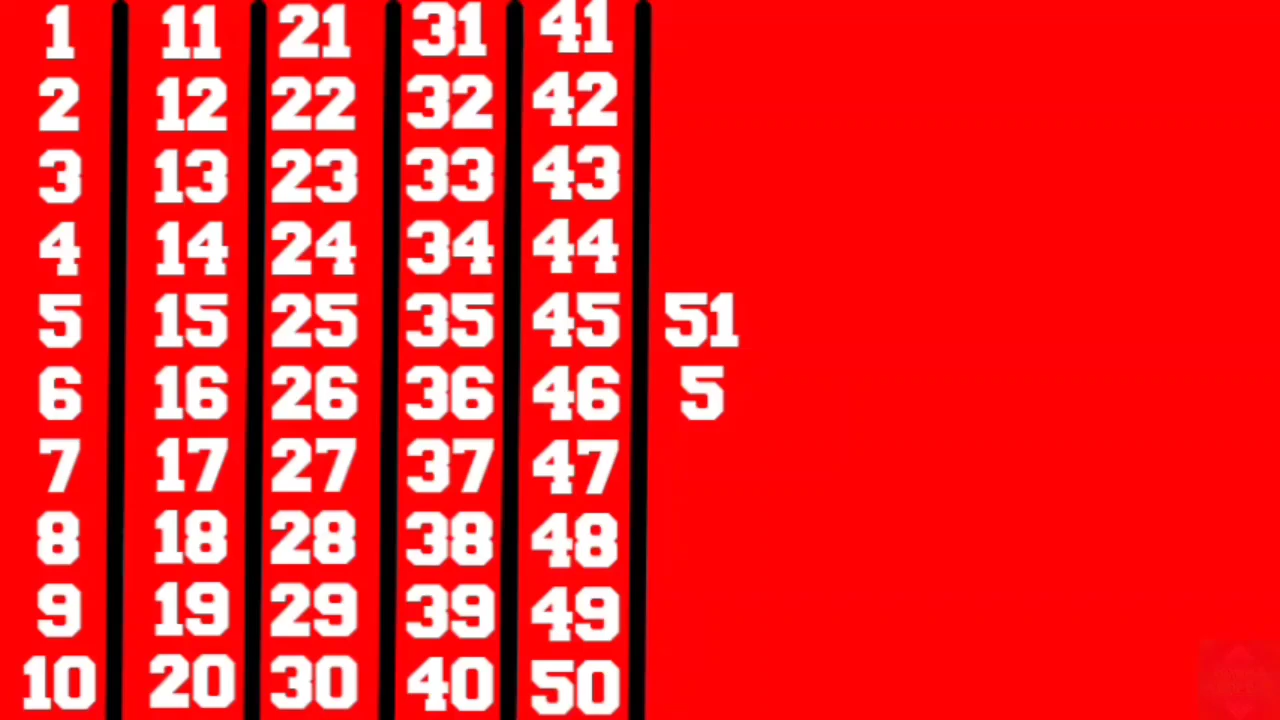 1 11 21 31 41
2 12 22 32 42
3 13 23 33 43
4 14 24 34 44
5 15 25 35 45 51
6 16 26 36 46 5
7 17 27 37 47
8 18 28 38 48
9 19 29 39 49
10 20 30 40 50